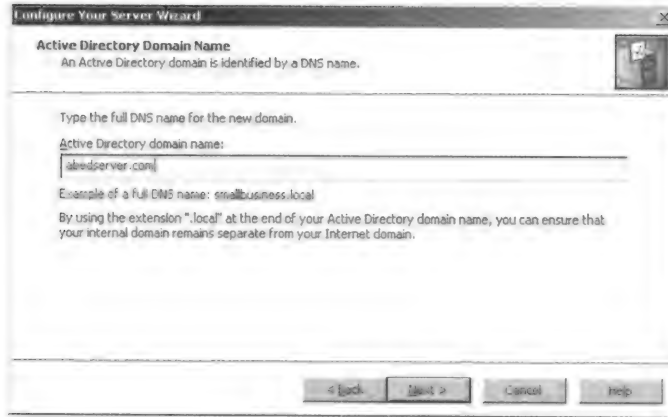 Configure Your Server Wizard
Active Directory Domain Name
An Active Directory domain is identified by a DNS name.
Type the full DNS name for the new domain.
Active Directory domain name:
abedserver.com
Example of a full DNS name: smallbusiness.local
By using the extension ".local" at the end of your Active Directory domain name, you can ensure that
your internal domain remains separate from your Internet domain.
< Back Next > Cancel Help